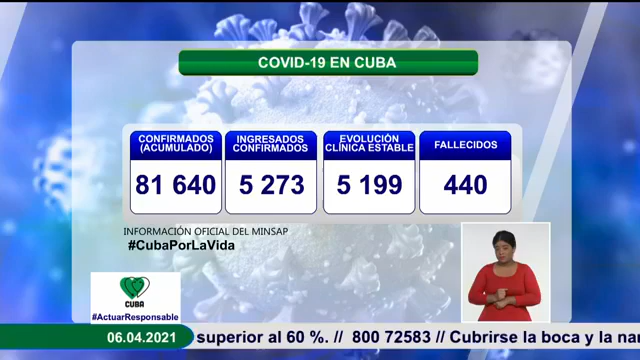 COVID-19 EN CUBA
CONFIRMADOS
(ACUMULADO)
81 640
INGRESADOS
CONFIRMADOS
5 273
EVOLUCIÓN
CLÍNICA ESTABLE
5 199
FALLECIDOS
440
INFORMACIÓN OFICIAL DEL MINSAP
#CubaPorLaVida
CUBA
#ActuarResponsable
06.04.2021
superior al 60 %. // 800 72583 // Cubrirse la boca y la na